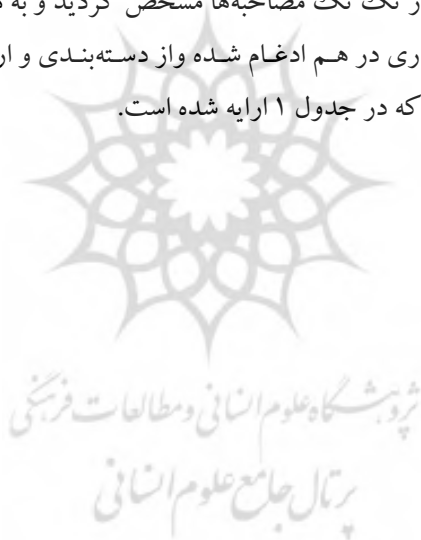 ر تک تک مصاحبه‌ها مشخص گردید و به
ری در هم ادغام شده واز دسته‌بندی و ار
که در جدول ۱ ارایه شده است.
پژوهشگاه علوم انسانی و مطالعات فرهنگی
پرتال جامع علوم انسانی